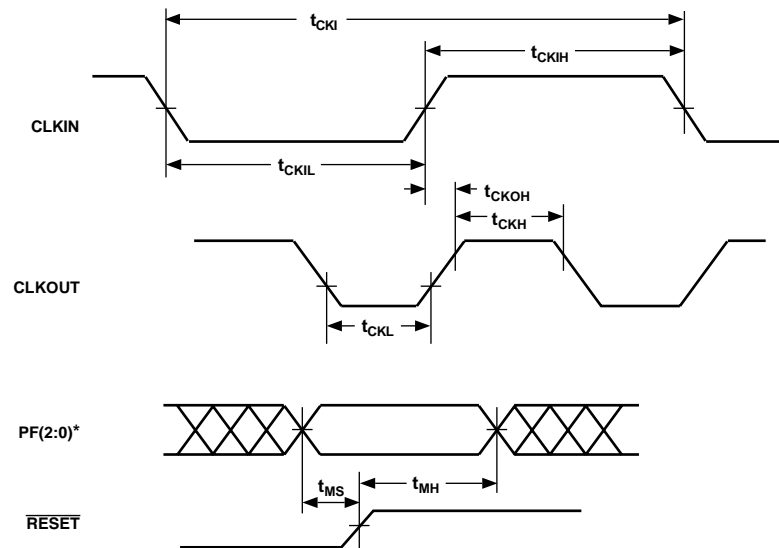 tCKI
tCKIH
CLKIN
tCKIL
tCKOH
tCKH
CLKOUT
tCKL
PF(2:0)*
tMS
tMH
RESET